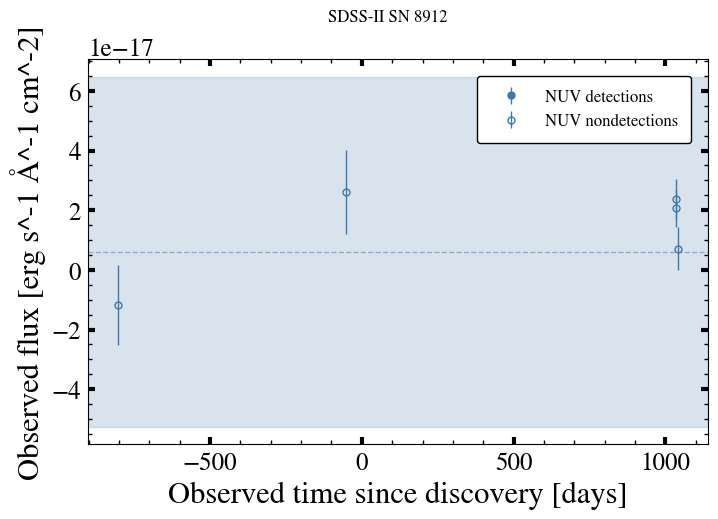 SDSS-II SN 8912
1e−17
NUV detections
NUV nondetections
6
4
2
0
−2
−4
−500
0
500
1000
Observed time since discovery [days]
Observed flux [erg s^-1 Å^-1 cm^-2]